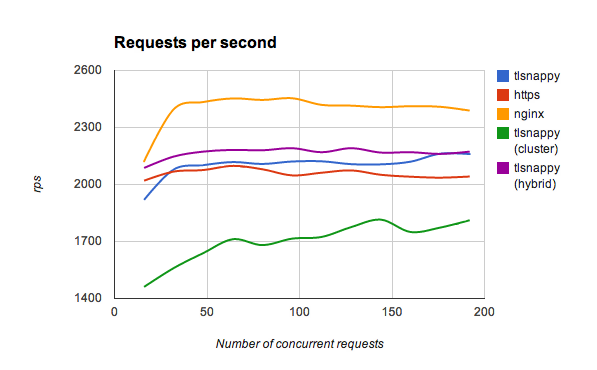 Requests per second
2600
2300
2000
1700
1400
rps
0
50
100
150
200
Number of concurrent requests
tlsnappy
https
nginx
tlsnappy
(cluster)
tlsnappy
(hybrid)